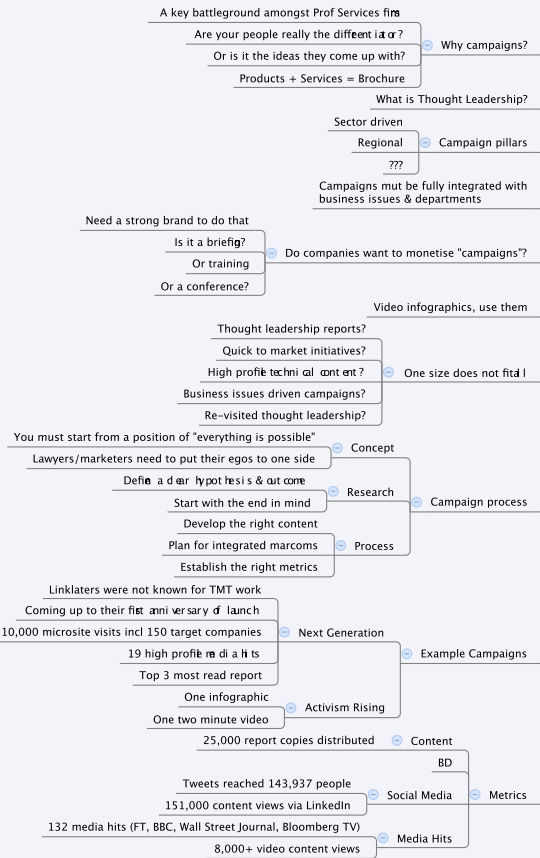 A key battleground amongst Prof Services firms
Are your people really the differentiator?
Or is it the ideas they come up with?
Products + Services = Brochure
Why campaigns?
What is Thought Leadership?
Sector driven
Regional
???
Campaign pillars
Campaigns mut be fully integrated with
business issues & departments
Need a strong brand to do that
Is it a briefing?
Or training
Or a conference?
Do companies want to monetise "campaigns"?
Video infographics, use them
Thought leadership reports?
Quick to market initiatives?
High profile technical content?
Business issues driven campaigns?
Re-visited thought leadership?
One size does not fit all
You must start from a position of "everything is possible"
Lawyers/marketers need to put their egos to one side
Concept
Define a clear hypothesis & outcome
Start with the end in mind
Research
Develop the right content
Plan for integrated marcoms
Establish the right metrics
Process
Campaign process
Linklaters were not known for TMT work
Coming up to their first anniversary of launch
10,000 microsite visits incl 150 target companies
19 high profile media hits
Top 3 most read report
Next Generation
One infographic
One two minute video
Activism Rising
Example Campaigns
25,000 report copies distributed
Content
BD
Tweets reached 143,937 people
151,000 content views via LinkedIn
Social Media
132 media hits (FT, BBC, Wall Street Journal, Bloomberg TV)
8,000+ video content views
Media Hits
Metrics